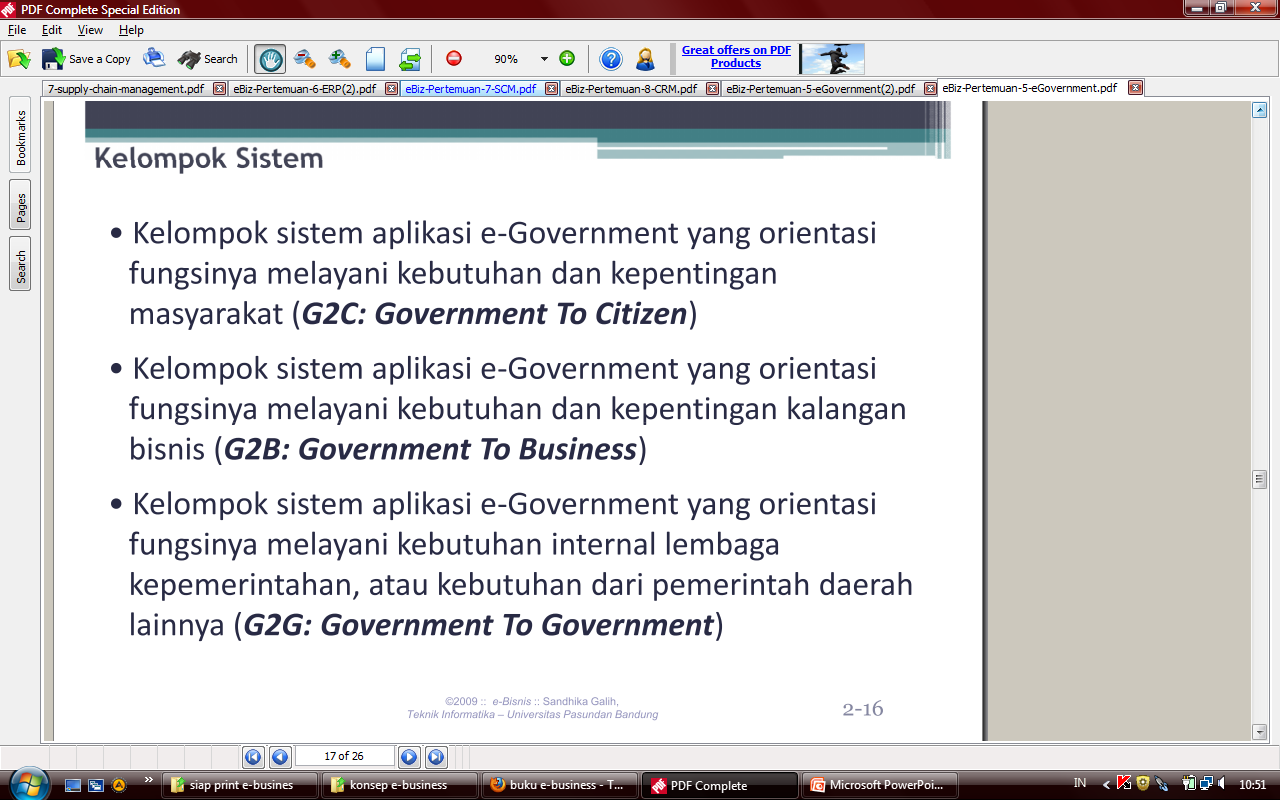 PDF Complete Special Edition
File Edit View Help
Save a Copy Search 90% Great offers on PDF
Products
7-supply-chain-management.pdf eBiz-Pertemuan-6-ERP(2).pdf eBiz-Pertemuan-7-SCM.pdf eBiz-Pertemuan-8-CRM.pdf eBiz-Pertemuan-5-eGovernment(2).pdf eBiz-Pertemuan-5-eGovernment.pdf
Bookmarks
Pages
Search
Kelompok Sistem
• Kelompok sistem aplikasi e-Government yang orientasi
fungsinya melayani kebutuhan dan kepentingan
masyarakat (G2C: Government To Citizen)
• Kelompok sistem aplikasi e-Government yang orientasi
fungsinya melayani kebutuhan dan kepentingan kalangan
bisnis (G2B: Government To Business)
• Kelompok sistem aplikasi e-Government yang orientasi
fungsinya melayani kebutuhan internal lembaga
kepemerintahan, atau kebutuhan dari pemerintah daerah
lainnya (G2G: Government To Government)
©2009 :: e-Bisnis :: Sandhika Galih,
Teknik Informatika – Universitas Pasundan Bandung
2-16
17 of 26
siap print e-busines konsep e-business buku e-business - T... PDF Complete Microsoft PowerPoi... IN 10:51